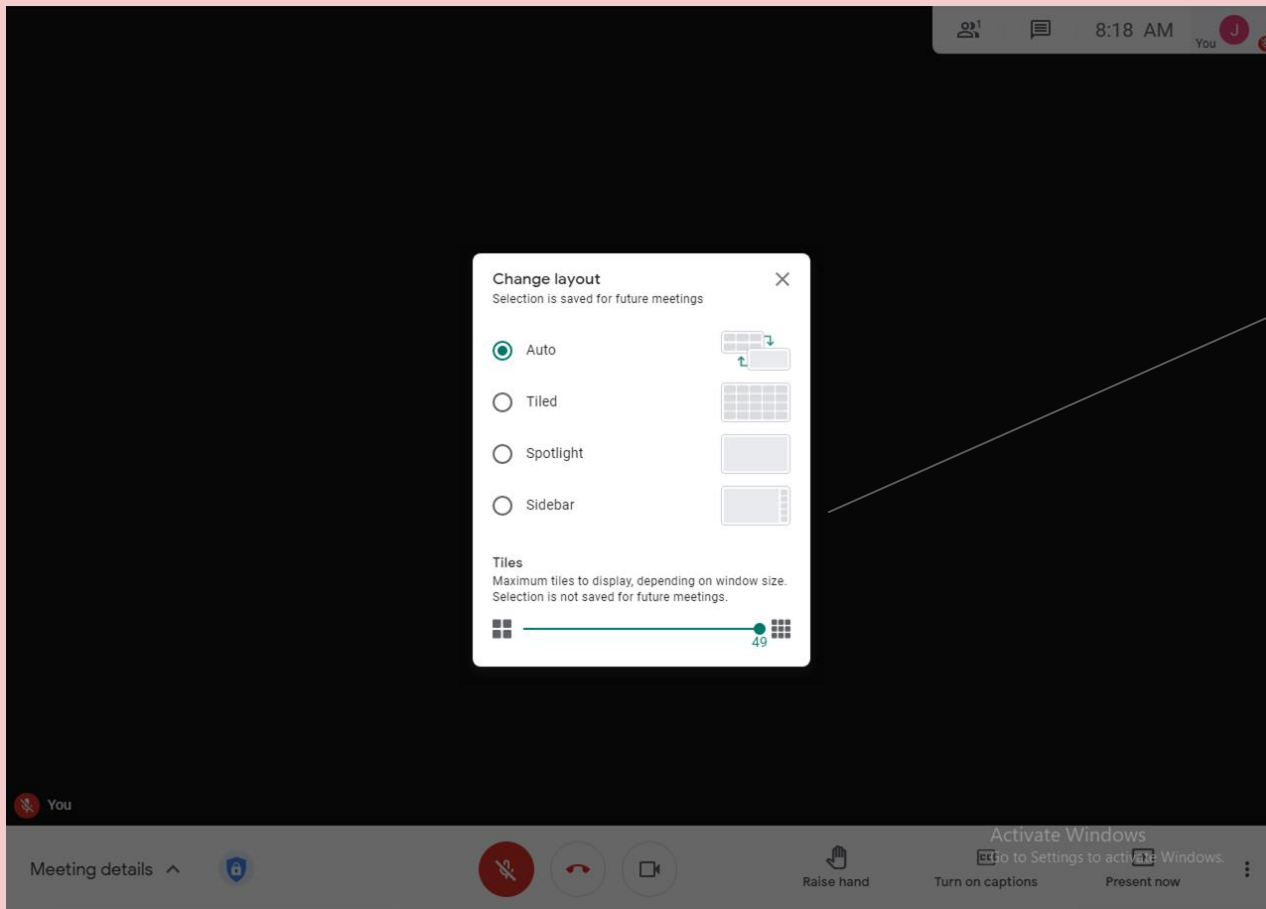 1
8:18 AM
You
J
Change layout
Selection is saved for future meetings
Auto
Tiled
Spotlight
Sidebar
Tiles
Maximum tiles to display, depending on window size.
Selection is not saved for future meetings.
49
You
Activate Windows
Go to Settings to activate Windows.
Meeting details
CC
Raise hand
Turn on captions
Present now